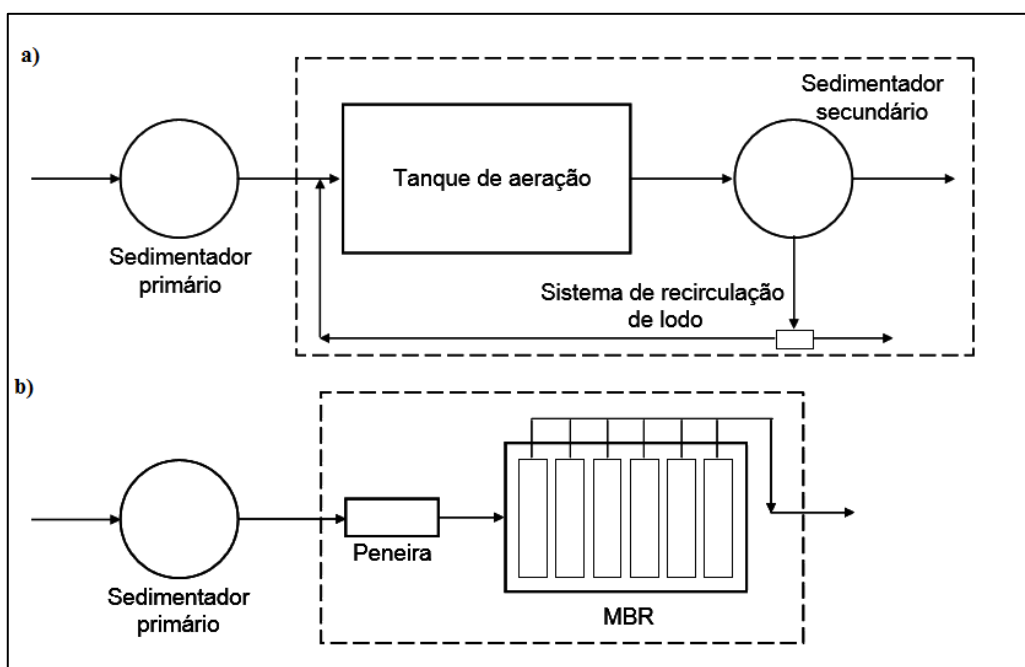 a)
Sedimentador
secundário
Tanque de aeração
Sedimentador
primário
Sistema de recirculação
de lodo
b)
Peneira
Sedimentador
primário
MBR